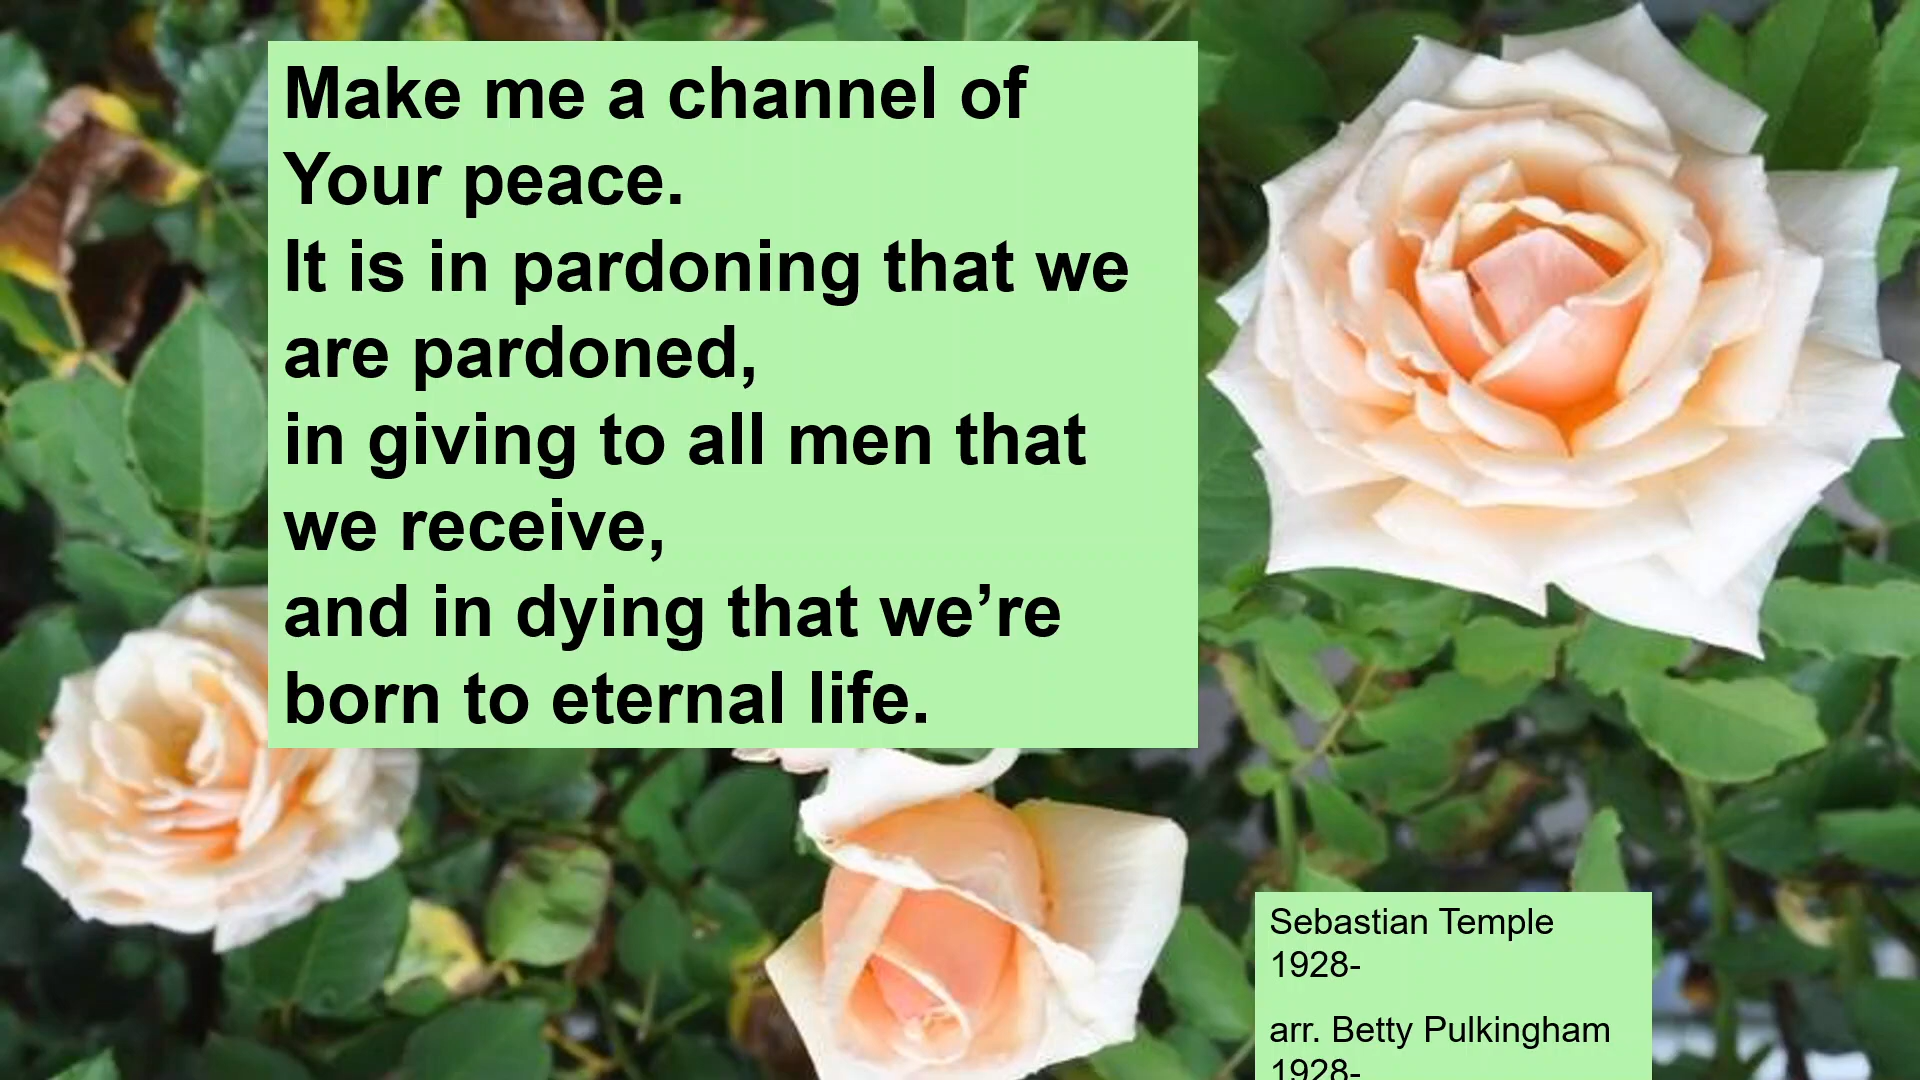 Make me a channel of
Your peace.
It is in pardoning that we
are pardoned,
in giving to all men that
we receive,
and in dying that we’re
born to eternal life.
Sebastian Temple
1928-
arr. Betty Pulkingham
1928-